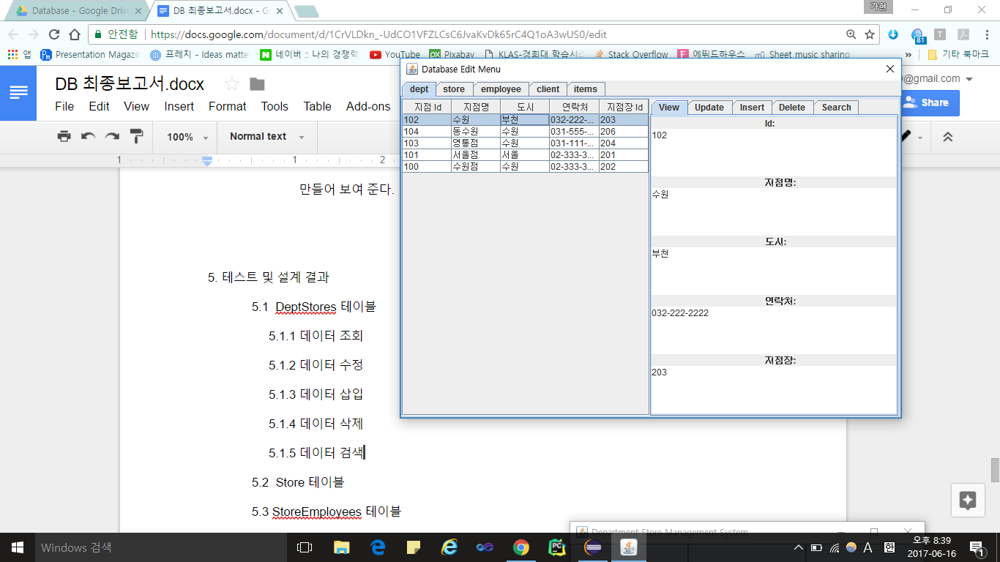 Database - Google Driv
DB 최종보고서.docx - G
가현
안전함 https://docs.google.com/document/d/1CrVLDkn_-UdCO1VFZLCsC6JvaKvDk65rC4Q1oA3wUS0/edit
81
앱 Presentation Magazin 프레지 - Ideas matter 네이버 :: 나의 경쟁력 YouTube Pixabay KLAS-경희대 학습시스 Stack Overflow 에뛰드하우스 Sheet music sharing » 기타 북마크
DB 최종보고서.docx
@gmail.com
File Edit View Insert Format Tools Table Add-ons
Share
100% Normal text
1 1 2
만들어 보여 준다.
5. 테스트 및 설계 결과
5.1 DeptStores 테이블
5.1.1 데이터 조회
5.1.2 데이터 수정
5.1.3 데이터 삽입
5.1.4 데이터 삭제
5.1.5 데이터 검색
5.2 Store 테이블
5.3 StoreEmployees 테이블
Database Edit Menu
dept store employee client items
지점 Id 지점명 도시 연락처 지점장 Id
102 수원 부천 032-222-... 203
104 동수원 수원 031-555-... 206
103 영통점 수원 031-111-... 204
101 서울점 서울 02-333-3... 201
100 수원점 수원 02-333-3... 202
View Update Insert Delete Search
Id:
102
지점명:
수원
도시:
부천
연락처:
032-222-2222
지점장:
203
Department Store Management System
Windows 검색
A 한 오후 8:39
2017-06-16
1